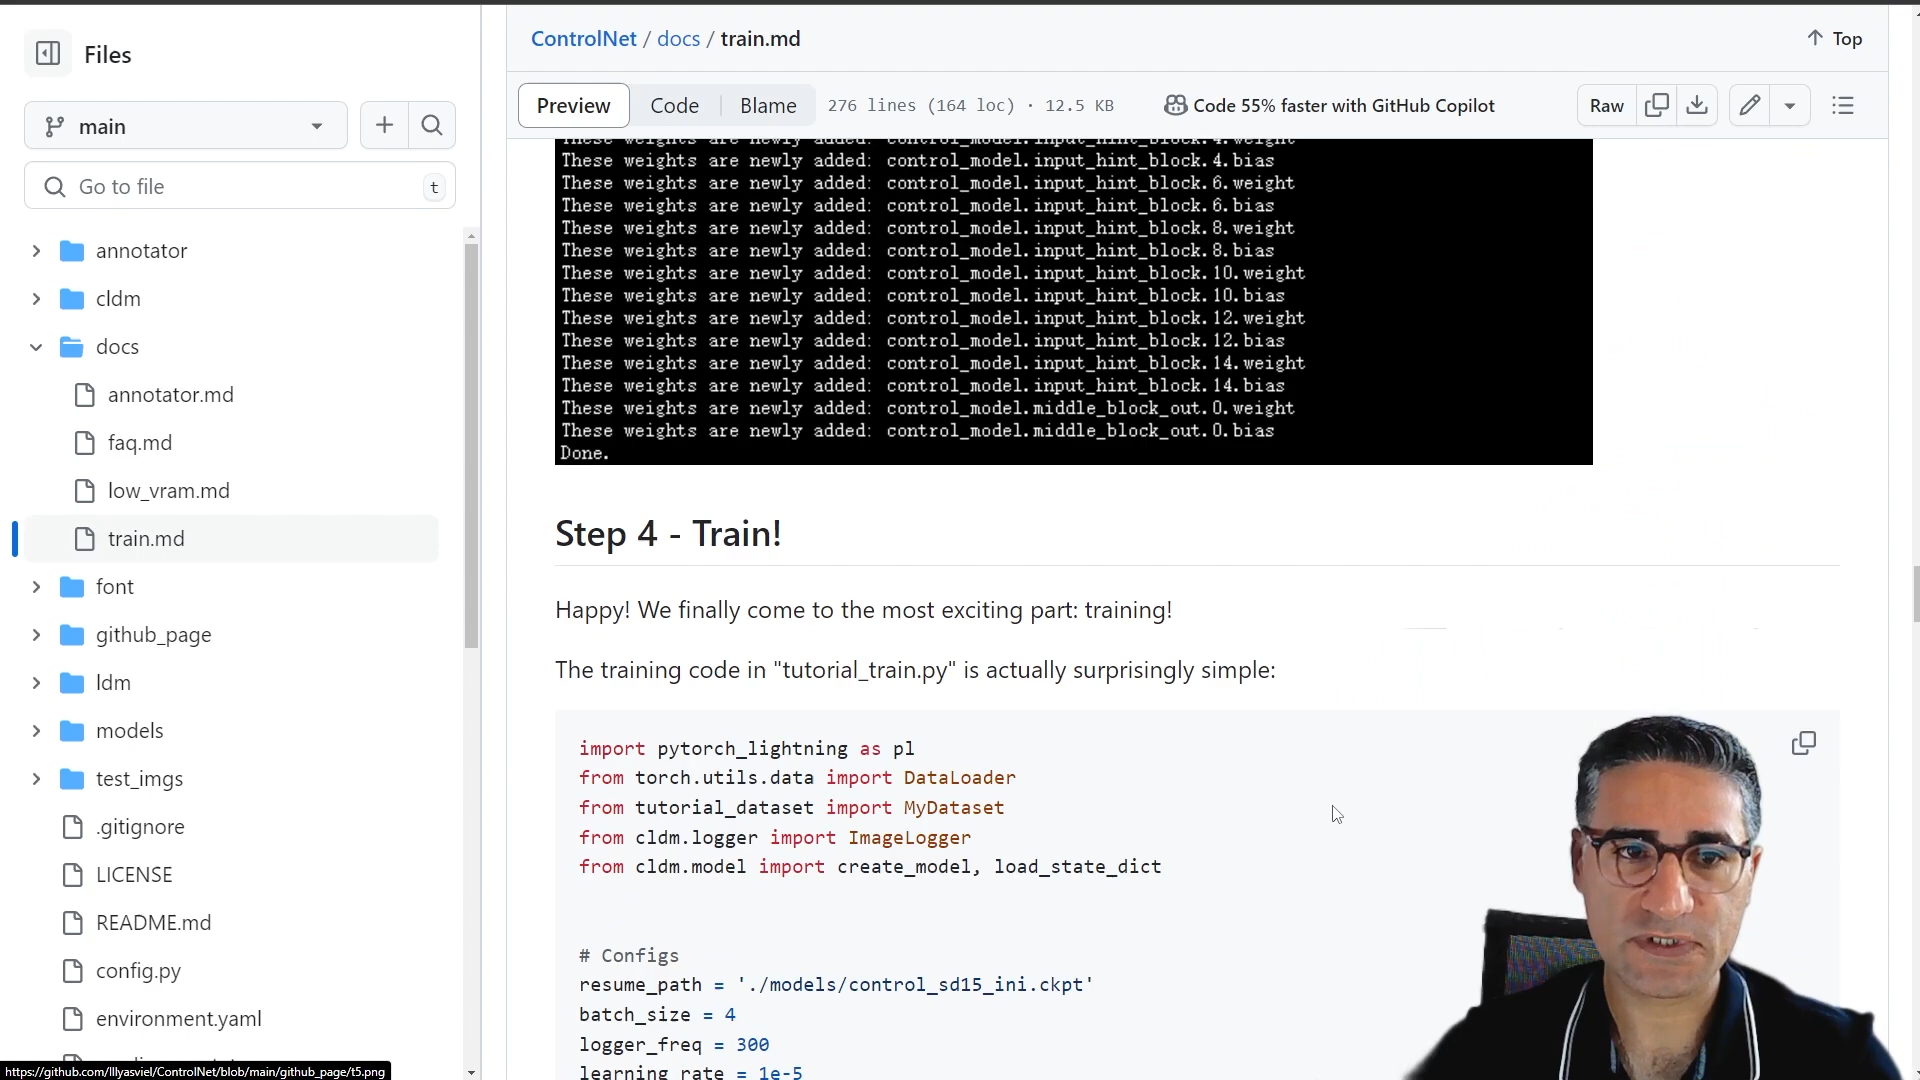 Files
main
Go to file
t
annotator
cldm
docs
annotator.md
faq.md
low_vram.md
train.md
font
github_page
ldm
models
test_imgs
.gitignore
LICENSE
README.md
config.py
environment.yaml
https://github.com/lllyasviel/ControlNet/blob/main/github_page/t5.png
ControlNet / docs / train.md
Top
Preview
Code
Blame
276 lines (164 loc) · 12.5 KB
Code 55% faster with GitHub Copilot
Raw
These weights are newly added: control_model.input_hint_block.4.weight
These weights are newly added: control_model.input_hint_block.4.bias
These weights are newly added: control_model.input_hint_block.6.weight
These weights are newly added: control_model.input_hint_block.6.bias
These weights are newly added: control_model.input_hint_block.8.weight
These weights are newly added: control_model.input_hint_block.8.bias
These weights are newly added: control_model.input_hint_block.10.weight
These weights are newly added: control_model.input_hint_block.10.bias
These weights are newly added: control_model.input_hint_block.12.weight
These weights are newly added: control_model.input_hint_block.12.bias
These weights are newly added: control_model.input_hint_block.14.weight
These weights are newly added: control_model.input_hint_block.14.bias
These weights are newly added: control_model.middle_block_out.0.weight
These weights are newly added: control_model.middle_block_out.0.bias
Done.
Step 4 - Train!
Happy! We finally come to the most exciting part: training!
The training code in "tutorial_train.py" is actually surprisingly simple:
import pytorch_lightning as pl
from torch.utils.data import DataLoader
from tutorial_dataset import MyDataset
from cldm.logger import ImageLogger
from cldm.model import create_model, load_state_dict
# Configs
resume_path = './models/control_sd15_ini.ckpt'
batch_size = 4
logger_freq = 300
learning_rate = 1e-5